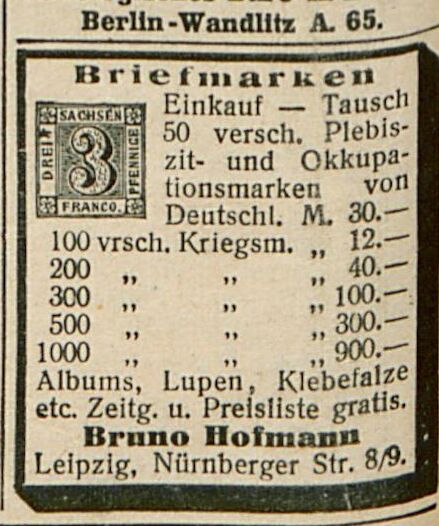 Berlin-Wandlitz A. 65.
Briefmarken
SACHSEN
DREI
3
PFENNIGE
FRANCO.
Einkauf — Tausch
50 versch. Plebis-
zit- und Okkupa-
tionsmarken von
Deutschl. M. 30.—
100 vrsch. Kriegsm. „ 12.—
200 „ „ „ 40.—
300 „ „ „ 100.—
500 „ „ „ 300.—
1000 „ „ „ 900.—
Albums, Lupen, Klebefalze
etc. Zeitg. u. Preisliste gratis.
Bruno Hofmann
Leipzig, Nürnberger Str. 8/9.